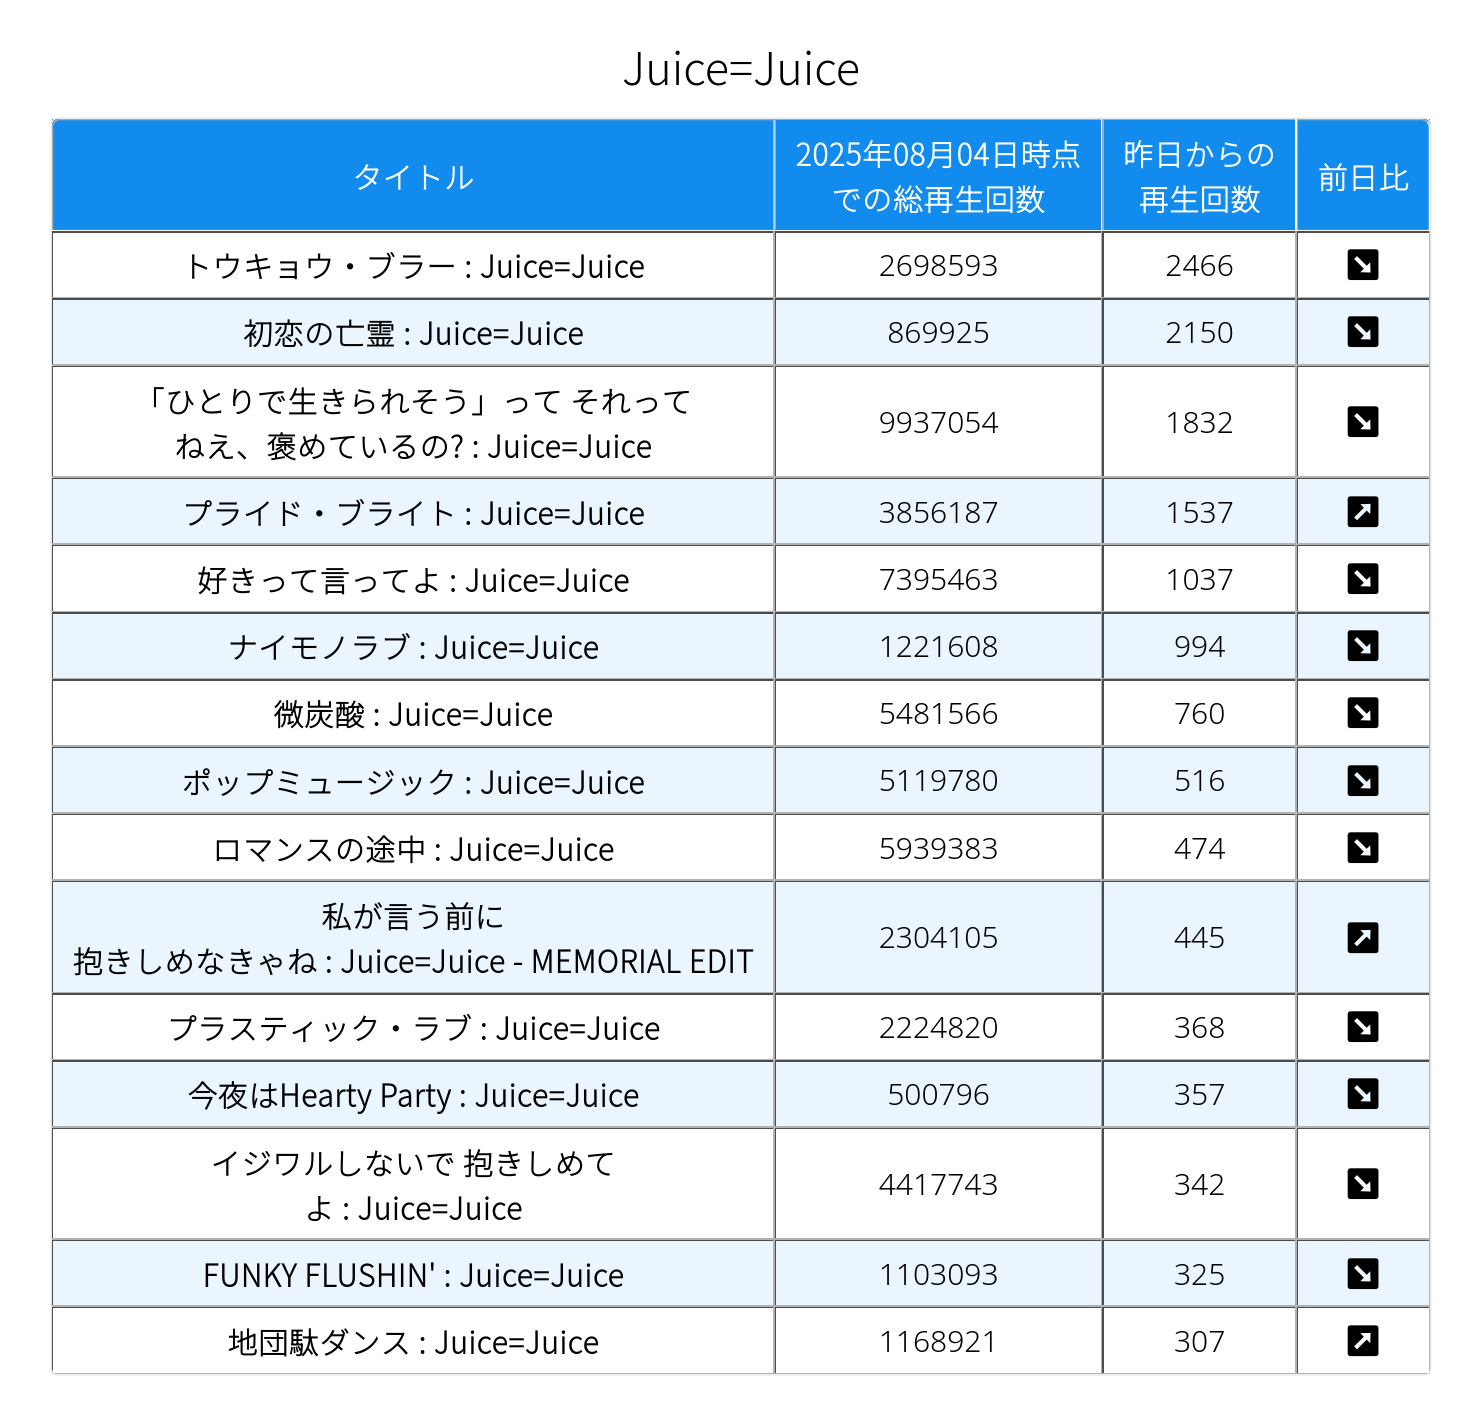 Juice=Juice
タイトル
2025年08月04日時点
での総再生回数
昨日からの
再生回数
前日比
トウキョウ・ブラー : Juice=Juice 2698593 2466
初恋の亡霊 : Juice=Juice 869925 2150
「ひとりで生きられそう」って それって
ねえ、褒めているの? : Juice=Juice
9937054 1832
プライド・ブライト : Juice=Juice 3856187 1537
好きって言ってよ : Juice=Juice 7395463 1037
ナイモノラブ : Juice=Juice 1221608 994
微炭酸 : Juice=Juice 5481566 760
ポップミュージック : Juice=Juice 5119780 516
ロマンスの途中 : Juice=Juice 5939383 474
私が言う前に
抱きしめなきゃね : Juice=Juice - MEMORIAL EDIT
2304105 445
プラスティック・ラブ : Juice=Juice 2224820 368
今夜はHearty Party : Juice=Juice 500796 357
イジワルしないで 抱きしめて
よ : Juice=Juice
4417743 342
FUNKY FLUSHIN' : Juice=Juice 1103093 325
地団駄ダンス : Juice=Juice 1168921 307